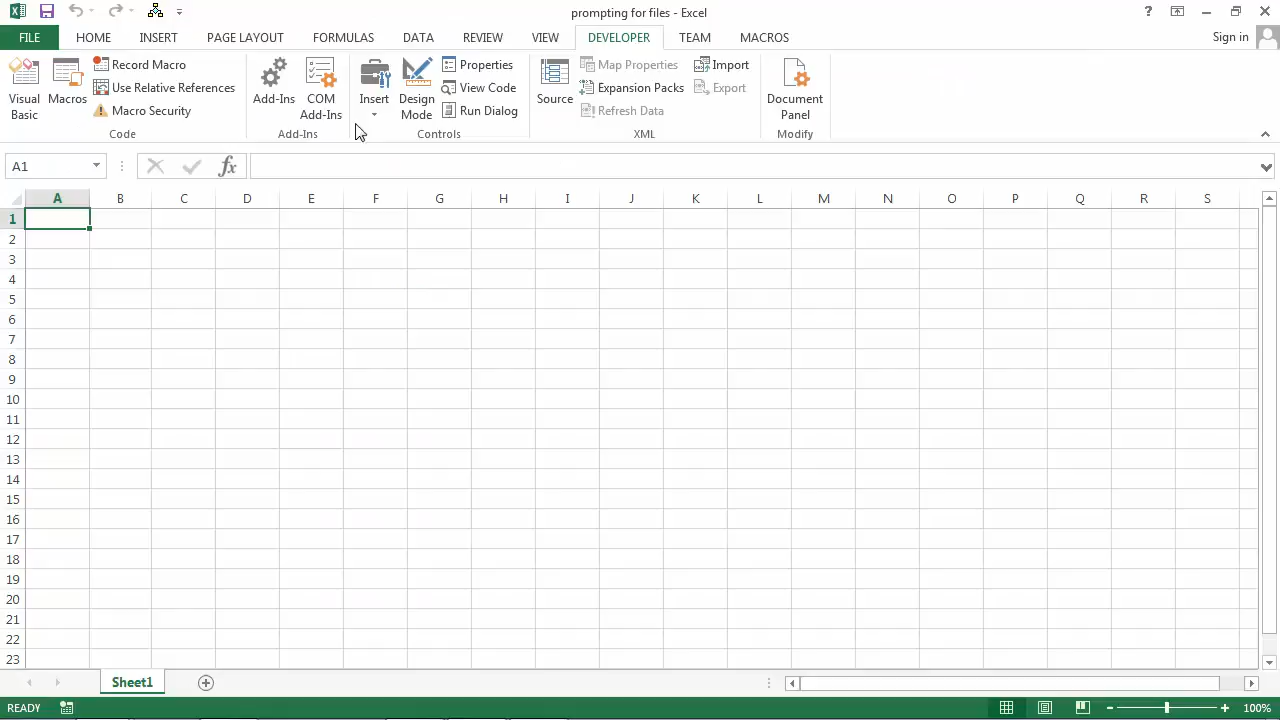 prompting for files - Excel
FILE HOME INSERT PAGE LAYOUT FORMULAS DATA REVIEW VIEW DEVELOPER TEAM MACROS Sign in
Visual Basic
Macros
Record Macro
Use Relative References
Macro Security
Code
Add-Ins
COM Add-Ins
Add-Ins
Insert
Design Mode
Properties
View Code
Run Dialog
Controls
Source
Map Properties
Expansion Packs
Refresh Data
Import
Export
XML
Document Panel
Modify
A1 fx
A B C D E F G H I J K L M N O P Q R S
1
2
3
4
5
6
7
8
9
10
11
12
13
14
15
16
17
18
19
20
21
22
23
Sheet1
READY 100%